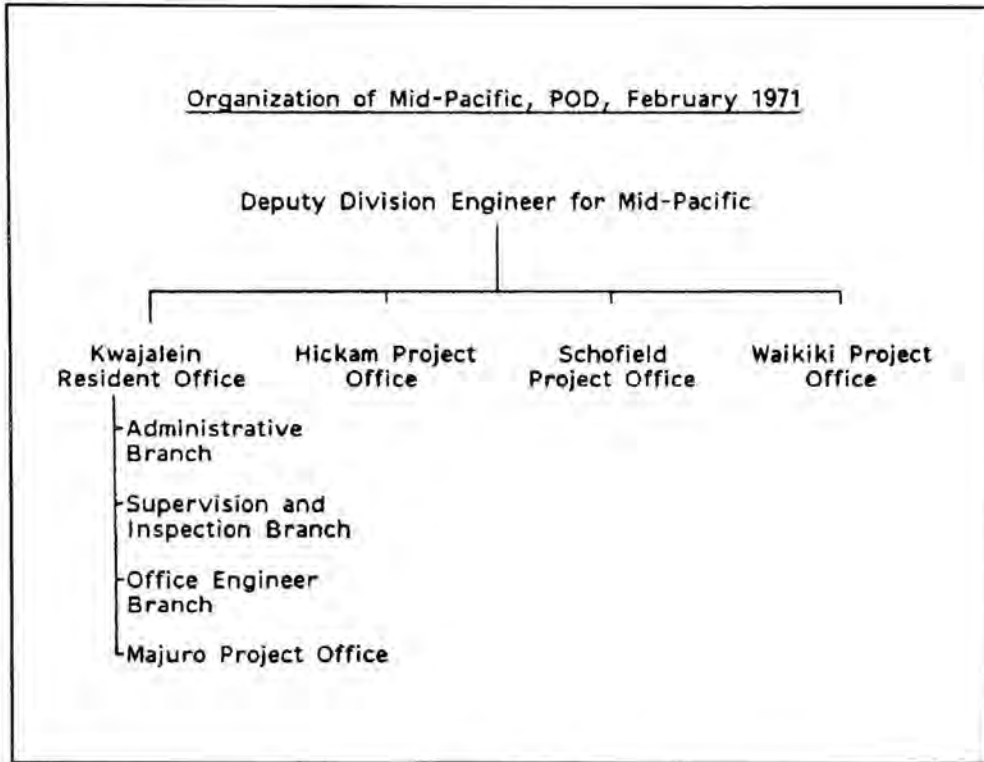 Organization of Mid-Pacific, POD, February 1971
Deputy Division Engineer for Mid-Pacific
Kwajalein
Resident Office
Hickam Project
Office
Schofield
Project Office
Waikiki Project
Office
Administrative
Branch
Supervision and
Inspection Branch
Office Engineer
Branch
Majuro Project Office